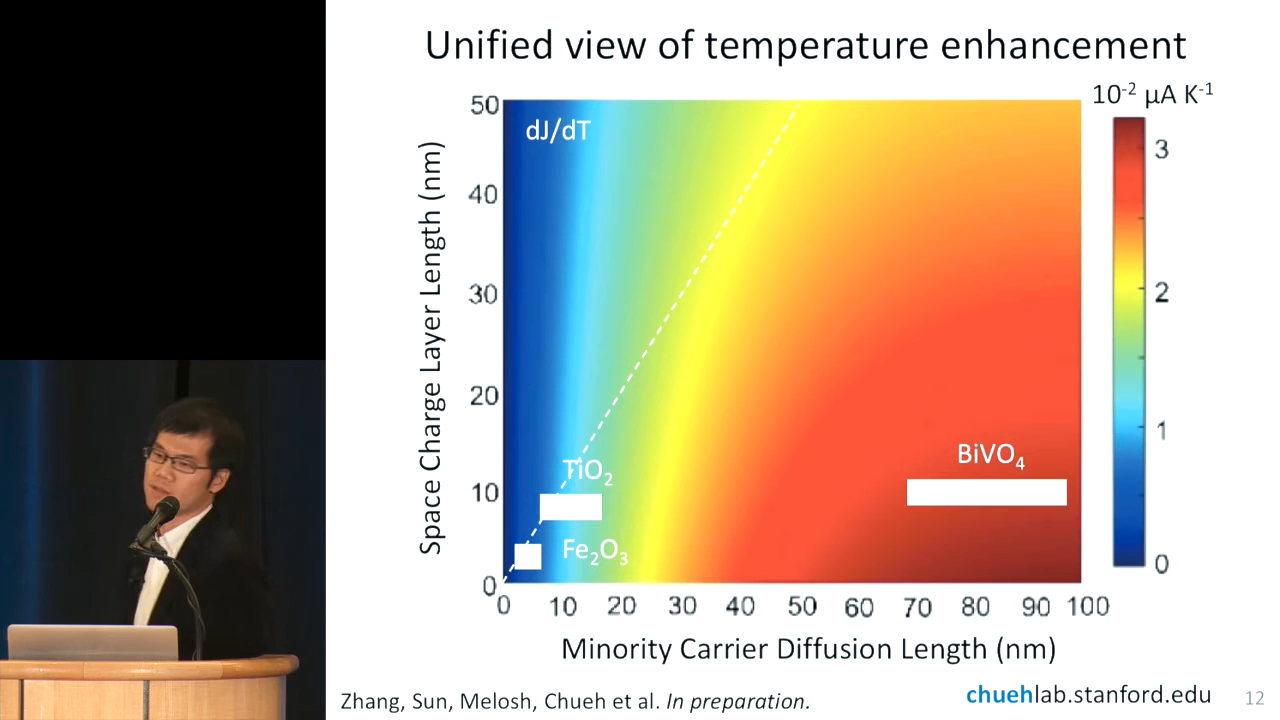 Unified view of temperature enhancement
10⁻² µA K⁻¹
dJ/dT
50
40
30
20
10
0
Space Charge Layer Length (nm)
TiO₂
Fe₂O₃
BiVO₄
3
2
1
0
0 10 20 30 40 50 60 70 80 90 100
Minority Carrier Diffusion Length (nm)
Zhang, Sun, Melosh, Chueh et al. In preparation.
chuehlab.stanford.edu
12